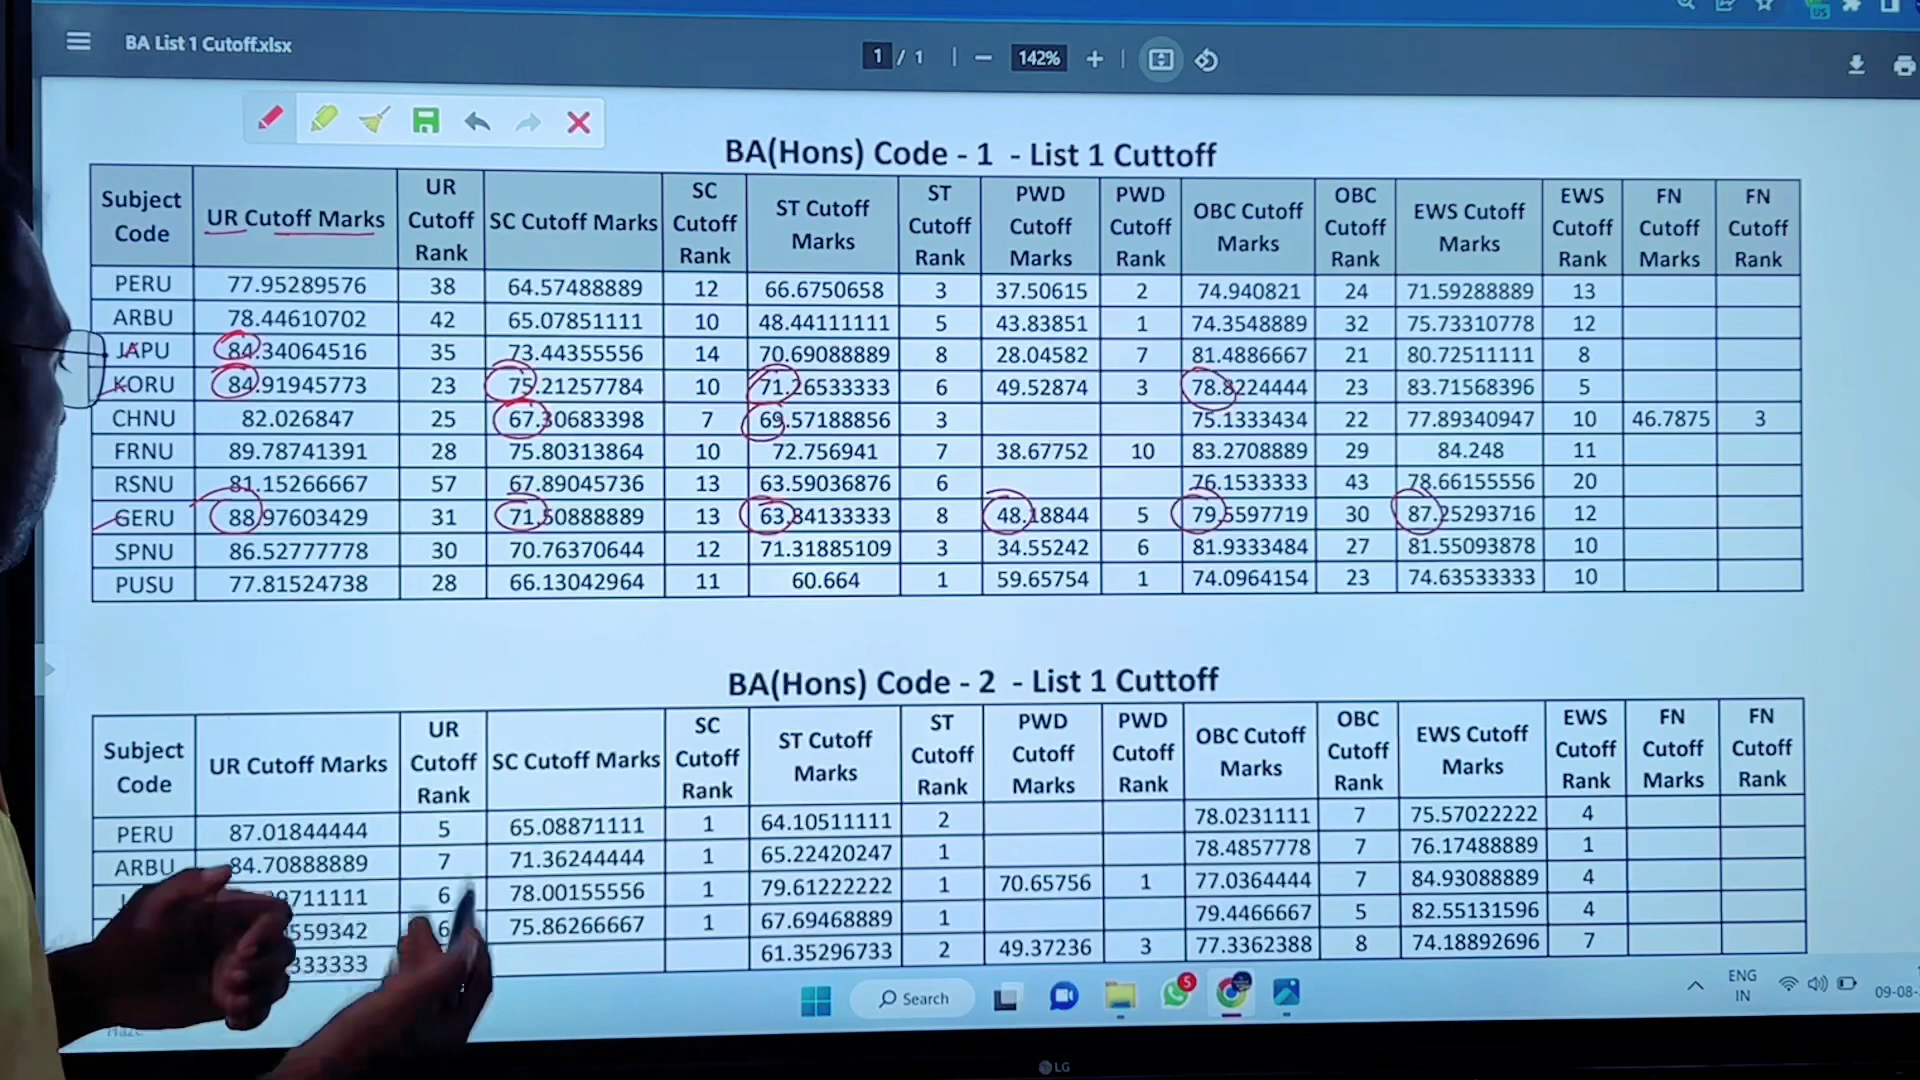 BA List 1 Cutoff.xlsx
1 / 1
142%
US
BA(Hons) Code - 1 - List 1 Cuttoff
Subject Code UR Cutoff Marks UR Cutoff Rank SC Cutoff Marks SC Cutoff Rank ST Cutoff Marks ST Cutoff Rank PWD Cutoff Marks PWD Cutoff Rank OBC Cutoff Marks OBC Cutoff Rank EWS Cutoff Marks EWS Cutoff Rank FN Cutoff Marks FN Cutoff Rank
PERU 77.95289576 38 64.57488889 12 66.6750658 3 37.50615 2 74.940821 24 71.59288889 13
ARBU 78.44610702 42 65.07851111 10 48.44111111 5 43.83851 1 74.3548889 32 75.73310778 12
JAPU 84.34064516 35 73.44355556 14 70.69088889 8 28.04582 7 81.4886667 21 80.72511111 8
KORU 84.91945773 23 75.21257784 10 71.26533333 6 49.52874 3 78.8224444 23 83.71568396 5
CHNU 82.026847 25 67.30683398 7 69.57188856 3 75.1333434 22 77.89340947 10 46.7875 3
FRNU 89.78741391 28 75.80313864 10 72.756941 7 38.67752 10 83.2708889 29 84.248 11
RSNU 81.15266667 57 67.89045736 13 63.59036876 6 76.1533333 43 78.66155556 20
GERU 88.97603429 31 71.50888889 13 63.84133333 8 48.18844 5 79.5597719 30 87.25293716 12
SPNU 86.52777778 30 70.76370644 12 71.31885109 3 34.55242 6 81.9333484 27 81.55093878 10
PUSU 77.81524738 28 66.13042964 11 60.664 1 59.65754 1 74.0964154 23 74.63533333 10
BA(Hons) Code - 2 - List 1 Cuttoff
Subject Code UR Cutoff Marks UR Cutoff Rank SC Cutoff Marks SC Cutoff Rank ST Cutoff Marks ST Cutoff Rank PWD Cutoff Marks PWD Cutoff Rank OBC Cutoff Marks OBC Cutoff Rank EWS Cutoff Marks EWS Cutoff Rank FN Cutoff Marks FN Cutoff Rank
PERU 87.01844444 5 65.08871111 1 64.10511111 2 78.0231111 7 75.57022222 4
ARBU 84.70888889 7 71.36244444 1 65.22420247 1 78.4857778 7 76.17488889 1
9711111 6 78.00155556 1 79.61222222 1 70.65756 1 77.0364444 7 84.93088889 4
559342 6 75.86266667 1 67.69468889 1 79.4466667 5 82.55131596 4
333333 61.35296733 2 49.37236 3 77.3362388 8 74.18892696 7
Search
5
ENG
IN
09-08-
Haze
LG